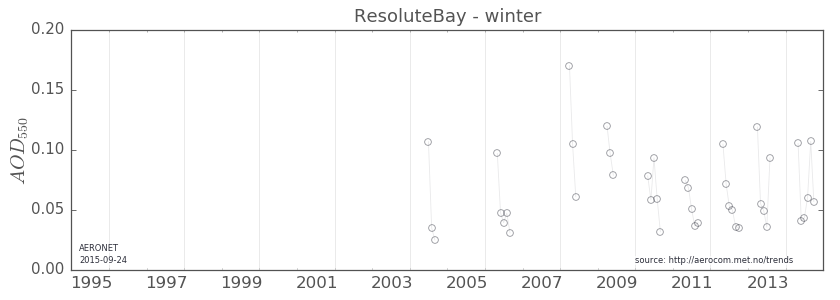 ResoluteBay - winter
0.20
0.15
0.10
0.05
0.00
AOD550
AERONET
2015-09-24
source: http://aerocom.met.no/trends
1995 1997 1999 2001 2003 2005 2007 2009 2011 2013